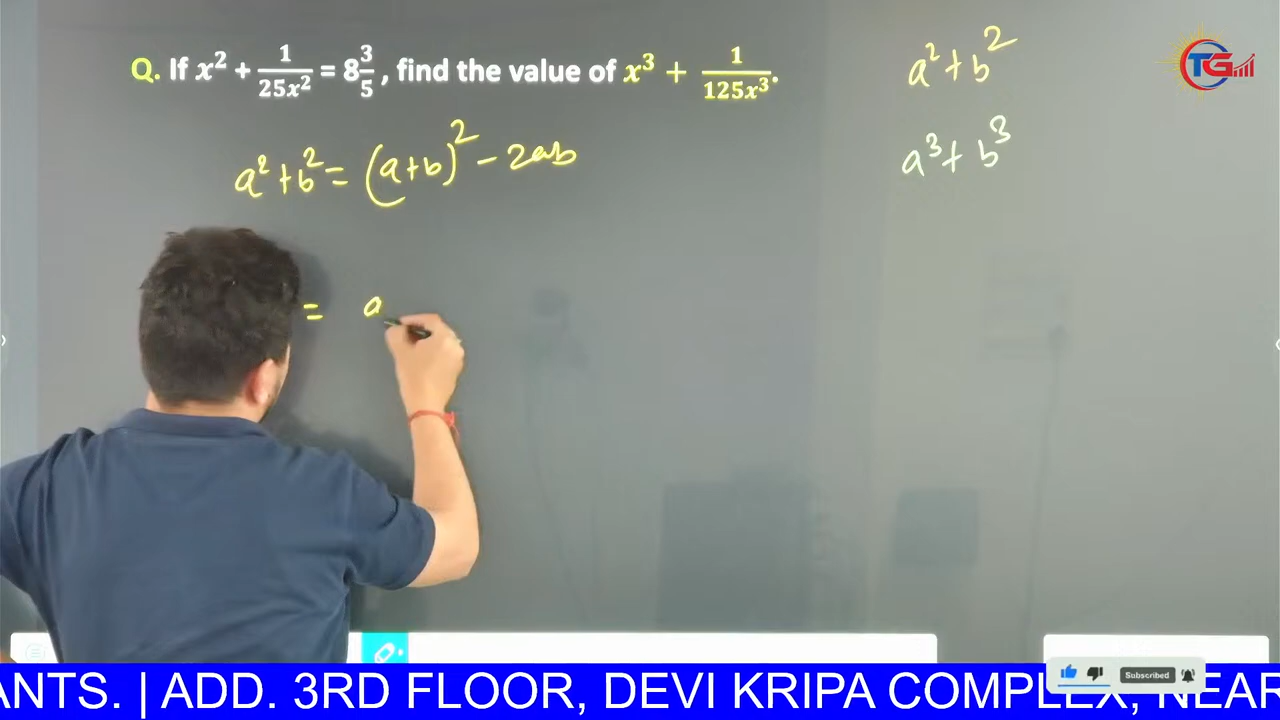 Q. If x² + 1/25x² = 8 3/5, find the value of x³ + 1/125x³.
a² + b² = (a+b)² - 2ab
= a
a² + b²
a³ + b³
TG
Subscribed
ANTS. | ADD. 3RD FLOOR, DEVI KRIPA COMPLEX, NEAR